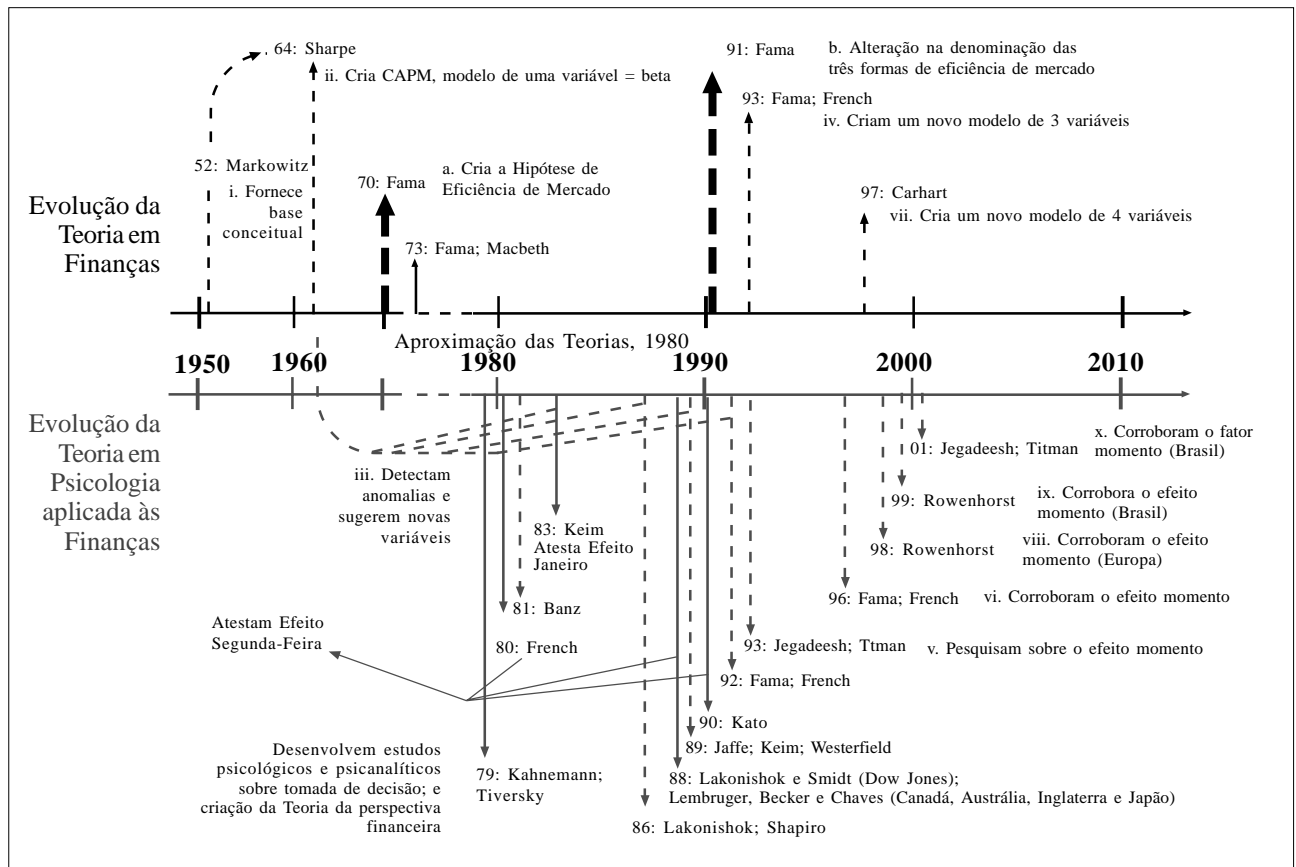 64: Sharpe
ii. Cria CAPM, modelo de uma variável = beta
91: Fama
b. Alteração na denominação das
três formas de eficiência de mercado
93: Fama; French
iv. Criam um novo modelo de 3 variáveis
52: Markowitz
i. Fornece
base
conceitual
70: Fama
a. Cria a Hipótese de
Eficiência de Mercado
97: Carhart
vii. Cria um novo modelo de 4 variáveis
73: Fama; Macbeth
Evolução da
Teoria em
Finanças
Aproximação das Teorias, 1980
1950
1960
1980
1990
2000
2010
Evolução da
Teoria em
Psicologia
aplicada às
Finanças
iii. Detectam
anomalias e
sugerem novas
variáveis
83: Keim
Atesta Efeito
Janeiro
01: Jegadeesh; Titman
x. Corroboram o fator
momento (Brasil)
99: Rowenhorst
ix. Corrobora o efeito
momento (Brasil)
98: Rowenhorst
viii. Corroboram o efeito
momento (Europa)
96: Fama; French
vi. Corroboram o efeito momento
81: Banz
Atestam Efeito
Segunda-Feira
80: French
93: Jegadeesh; Ttman
v. Pesquisam sobre o efeito momento
92: Fama; French
90: Kato
89: Jaffe; Keim; Westerfield
Desenvolvem estudos
psicológicos e psicanalíticos
sobre tomada de decisão; e
criação da Teoria da perspectiva
financeira
79: Kahnemann;
Tiversky
88: Lakonishok e Smidt (Dow Jones);
Lembruger, Becker e Chaves (Canadá, Austrália, Inglaterra e Japão)
86: Lakonishok; Shapiro